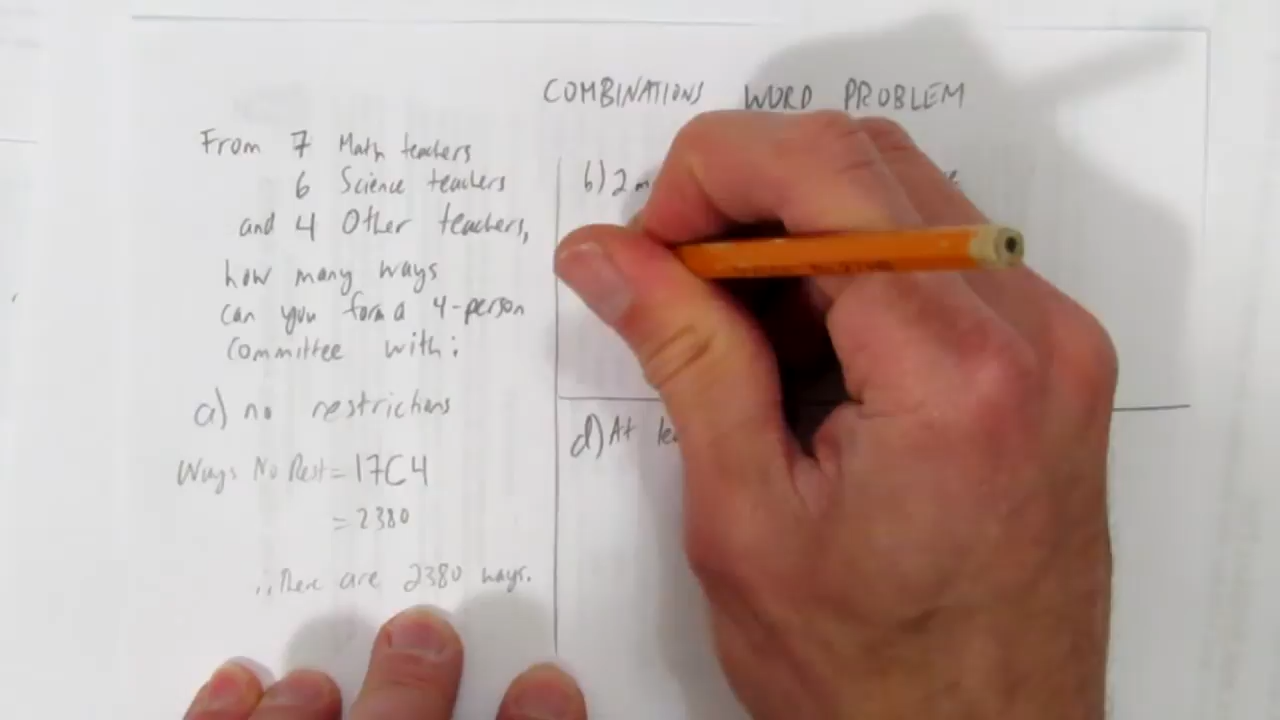 COMBINATIONS WORD PROBLEM
From 7 Math teachers
6 Science teachers
and 4 Other teachers,
how many ways
can you form a 4-person
committee with:
a) no restrictions
Ways No Rest = 17C4
= 2380
∴ There are 2380 ways.
b) 2
d) At